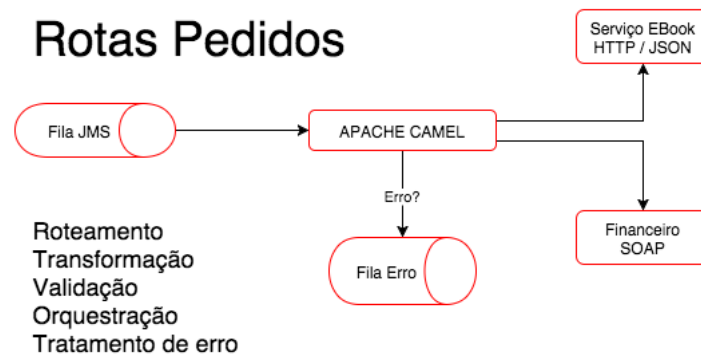 Rotas Pedidos
Serviço EBook
HTTP / JSON
Fila JMS
APACHE CAMEL
Erro?
Fila Erro
Financeiro
SOAP
Roteamento
Transformação
Validação
Orquestração
Tratamento de erro